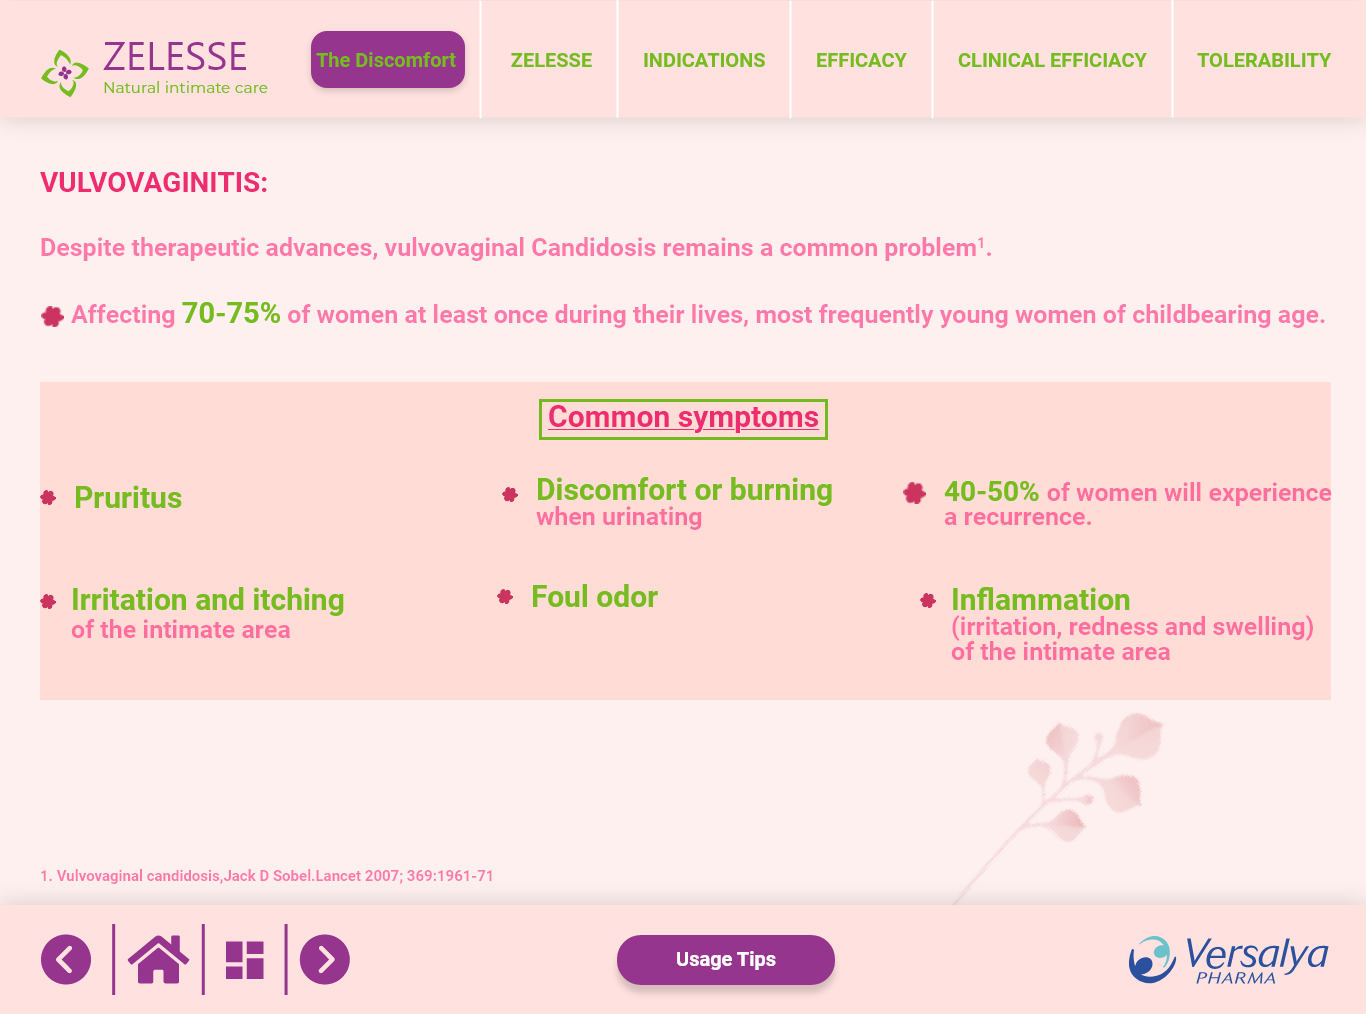 ZELESSE
Natural intimate care
The Discomfort
ZELESSE
INDICATIONS
EFFICACY
CLINICAL EFFICIACY
TOLERABILITY
VULVOVAGINITIS:
Despite therapeutic advances, vulvovaginal Candidosis remains a common problem¹.
Affecting 70-75% of women at least once during their lives, most frequently young women of childbearing age.
Common symptoms
Pruritus
Discomfort or burning
when urinating
40-50% of women will experience
a recurrence.
Irritation and itching
of the intimate area
Foul odor
Inflammation
(irritation, redness and swelling)
of the intimate area
1. Vulvovaginal candidosis,Jack D Sobel.Lancet 2007; 369:1961-71
Usage Tips
Versalya
PHARMA